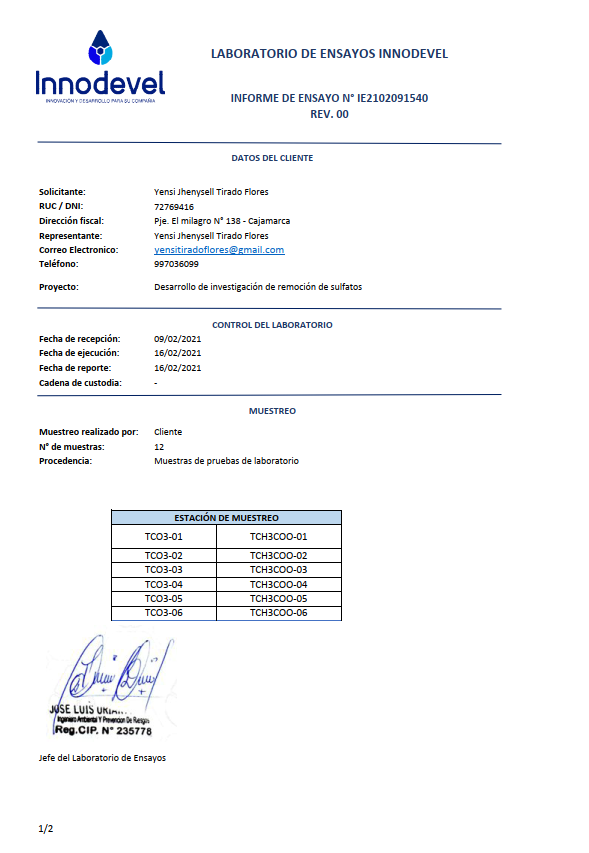 Innodevel
INNOVACION Y DESARROLLO PARA SU COMPAÑIA
LABORATORIO DE ENSAYOS INNODEVEL
INFORME DE ENSAYO N° IE2102091540
REV. 00
DATOS DEL CLIENTE
Solicitante: Yensi Jhenysell Tirado Flores
RUC / DNI: 72769416
Dirección fiscal: Pje. El milagro N° 138 - Cajamarca
Representante: Yensi Jhenysell Tirado Flores
Correo Electronico: yensitiradoflores@gmail.com
Teléfono: 997036099
Proyecto: Desarrollo de investigación de remoción de sulfatos
CONTROL DEL LABORATORIO
Fecha de recepción: 09/02/2021
Fecha de ejecución: 16/02/2021
Fecha de reporte: 16/02/2021
Cadena de custodia: -
MUESTREO
Muestreo realizado por: Cliente
N° de muestras: 12
Procedencia: Muestras de pruebas de laboratorio
ESTACIÓN DE MUESTREO
TCO3-01 TCH3COO-01
TCO3-02 TCH3COO-02
TCO3-03 TCH3COO-03
TCO3-04 TCH3COO-04
TCO3-05 TCH3COO-05
TCO3-06 TCH3COO-06
JOSE LUIS
Ingeniero Ambiental Y Prevencion De Riesgos
Reg.CIP. N° 235778
Jefe del Laboratorio de Ensayos
1/2